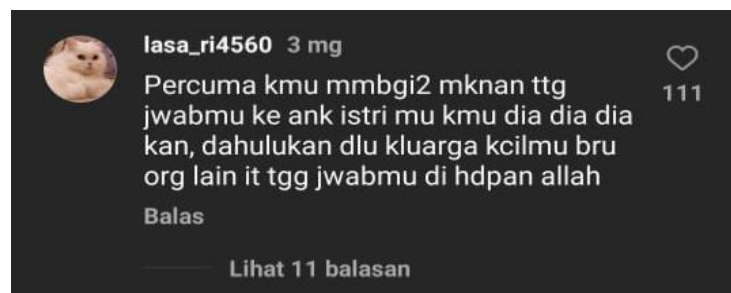 lasa_ri4560 3 mg
Percuma kmu mmbgi2 mknan ttg
jwabmu ke ank istri mu kmu dia dia dia
kan, dahulukan dlu kluarga kcilmu bru
org lain it tgg jwabmu di hdpan allah
111
Balas
Lihat 11 balasan